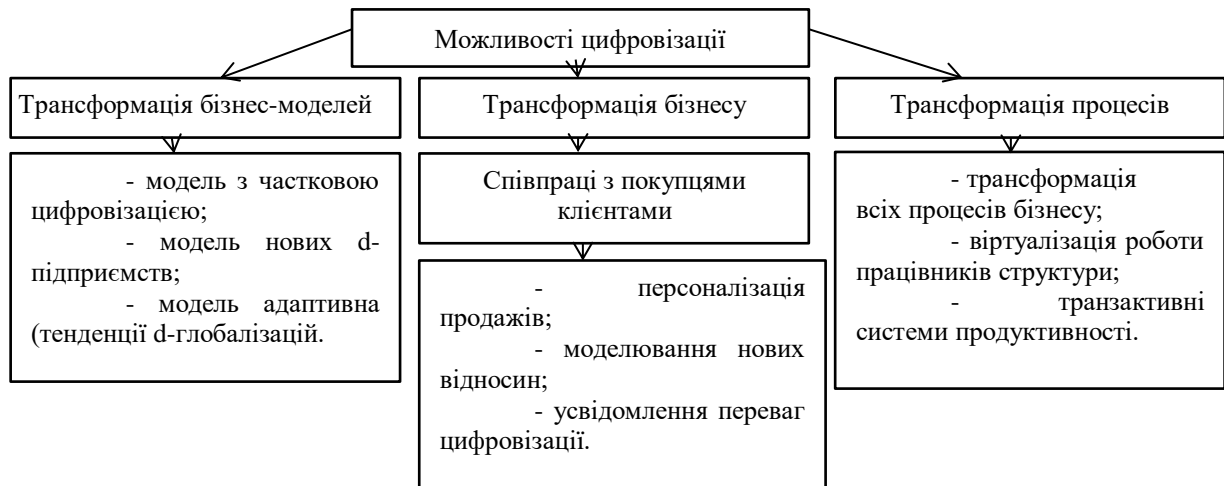 Можливості цифровізації
Трансформація бізнес-моделей
Трансформація бізнесу
Трансформація процесів
- модель з частковою
цифровізацією;
- модель нових d-
підприємств;
- модель адаптивна
(тенденції d-глобалізацій.
Співпраці з покупцями
клієнтами
- персоналізація
продажів;
- моделювання нових
відносин;
- усвідомлення переваг
цифровізації.
- трансформація
всіх процесів бізнесу;
- віртуалізація роботи
працівників структури;
- транзактивні
системи продуктивності.